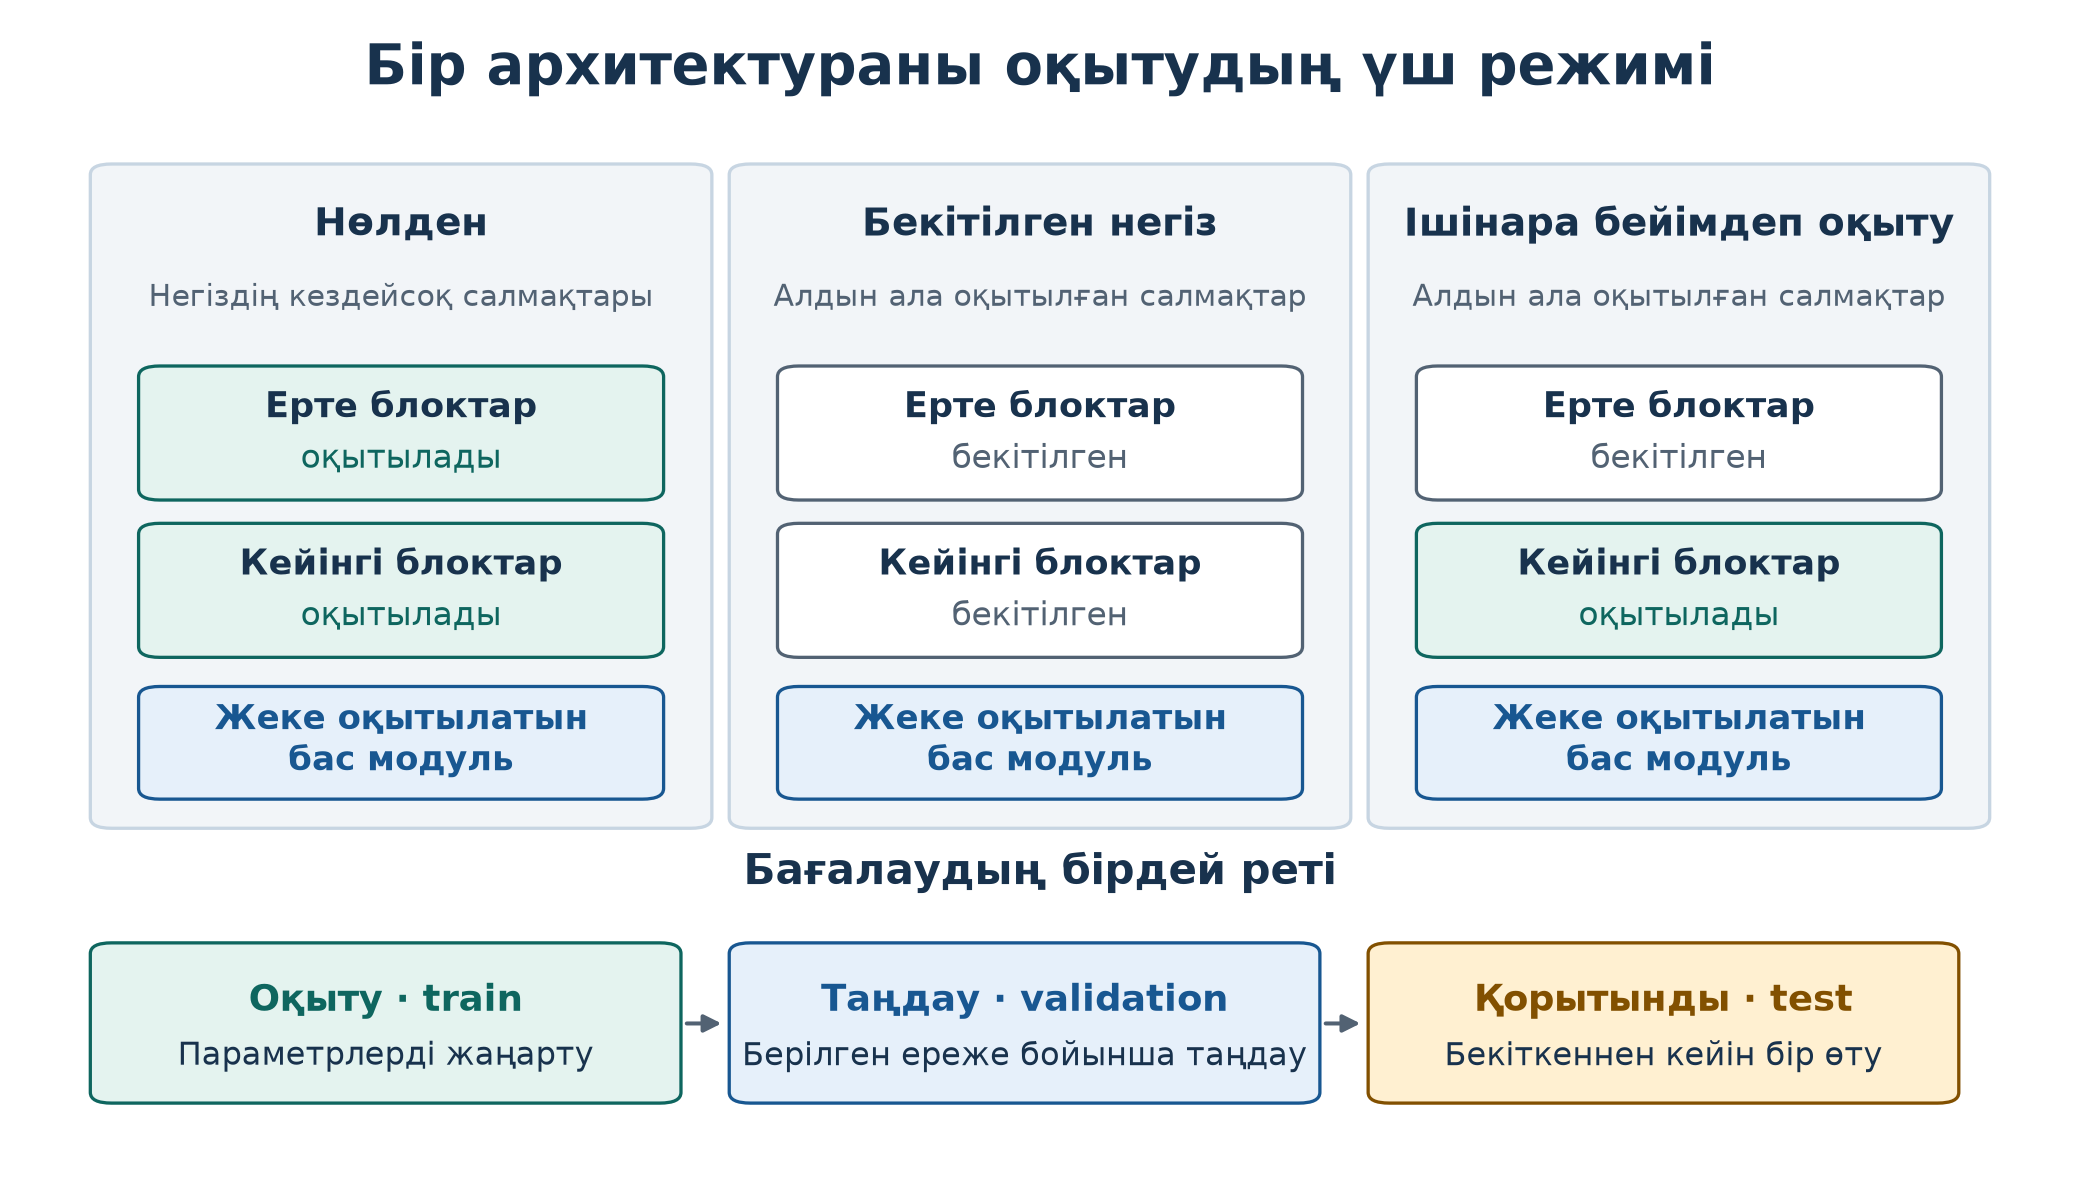 Бір архитектураны оқытудың үш режимі
Нөлден
Негіздің кездейсоқ салмақтары
Ерте блоктар
оқытылады
Кейінгі блоктар
оқытылады
Жеке оқытылатын
бас модуль
Бекітілген негіз
Алдын ала оқытылған салмақтар
Ерте блоктар
бекітілген
Кейінгі блоктар
бекітілген
Жеке оқытылатын
бас модуль
Ішінара бейімдеп оқыту
Алдын ала оқытылған салмақтар
Ерте блоктар
бекітілген
Кейінгі блоктар
оқытылады
Жеке оқытылатын
бас модуль
Бағалаудың бірдей реті
Оқыту · train
Параметрлерді жаңарту
Таңдау · validation
Берілген ереже бойынша таңдау
Қорытынды · test
Бекіткеннен кейін бір өту